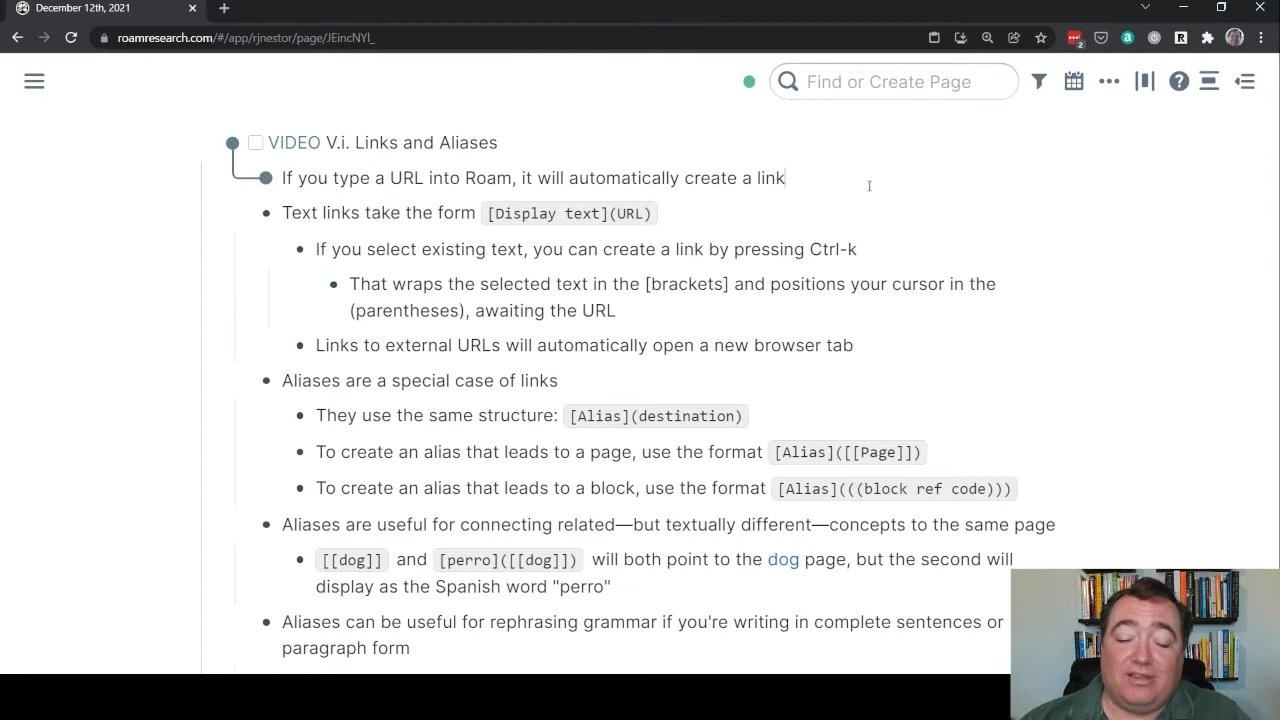 December 12th, 2021
roamresearch.com/#/app/rjnestor/page/JEincNYl_
2
R
Find or Create Page
VIDEO V.i. Links and Aliases
If you type a URL into Roam, it will automatically create a link
Text links take the form [Display text](URL)
If you select existing text, you can create a link by pressing Ctrl-k
That wraps the selected text in the [brackets] and positions your cursor in the
(parentheses), awaiting the URL
Links to external URLs will automatically open a new browser tab
Aliases are a special case of links
They use the same structure: [Alias](destination)
To create an alias that leads to a page, use the format [Alias]([[Page]])
To create an alias that leads to a block, use the format [Alias](((block ref code)))
Aliases are useful for connecting related—but textually different—concepts to the same page
[[dog]] and [perro]([[dog]]) will both point to the dog page, but the second will
display as the Spanish word "perro"
Aliases can be useful for rephrasing grammar if you're writing in complete sentences or
paragraph form